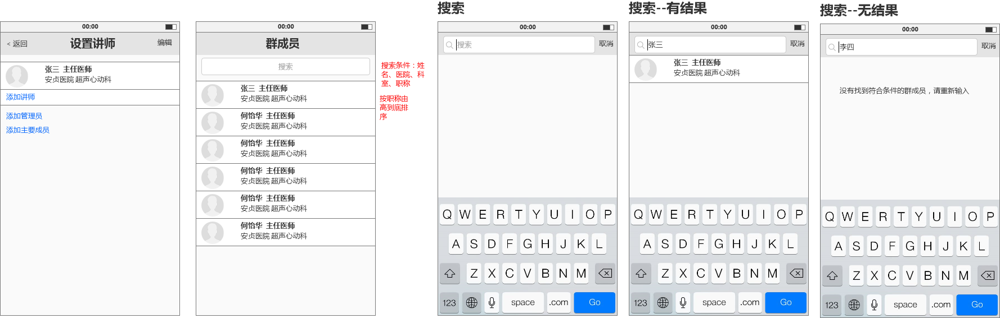 00:00
< 返回
设置讲师
编辑
张三 主任医师
安贞医院 超声心动科
添加讲师
添加管理员
添加主要成员
00:00
群成员
搜索
张三 主任医师
安贞医院 超声心动科
何怡华 主任医师
安贞医院 超声心动科
何怡华 主任医师
安贞医院 超声心动科
何怡华 主任医师
安贞医院 超声心动科
何怡华 主任医师
安贞医院 超声心动科
何怡华 主任医师
安贞医院 超声心动科
搜索条件：姓
名、医院、科
室、职称
按职称由
高到底排
序
搜索
00:00
搜索
取消
Q W E R T Y U I O P
A S D F G H J K L
Z X C V B N M
123 space .com Go
搜索--有结果
00:00
张三
取消
张三 主任医师
安贞医院 超声心动科
Q W E R T Y U I O P
A S D F G H J K L
Z X C V B N M
123 space .com Go
搜索--无结果
00:00
李四
取消
没有找到符合条件的群成员，请重新输入
Q W E R T Y U I O P
A S D F G H J K L
Z X C V B N M
123 space .com Go